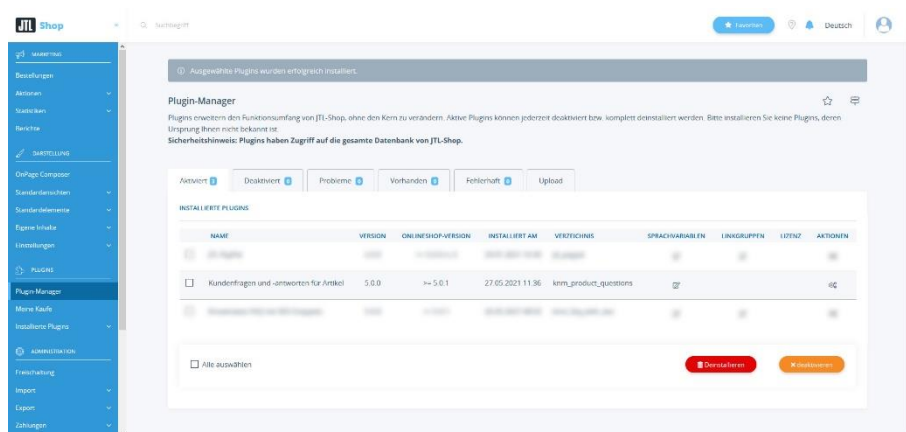 JTL Shop
Suchbegriff
Favoriten
Deutsch
MARKETING
Bestellungen
Aktionen
Statistiken
Berichte
DARSTELLUNG
OnPage Composer
Standardansichten
Standardelemente
Eigene Inhalte
Einstellungen
PLUGINS
Plugin-Manager
Meine Käufe
Installierte Plugins
ADMINISTRATION
Freischaltung
Import
Export
Zahlungen
Ausgewählte Plugins wurden erfolgreich installiert.
Plugin-Manager
Plugins erweitern den Funktionsumfang von JTL-Shop, ohne den Kern zu verändern. Aktive Plugins können jederzeit deaktiviert bzw. komplett deinstalliert werden. Bitte installieren Sie keine Plugins, deren
Ursprung Ihnen nicht bekannt ist.
Sicherheitshinweis: Plugins haben Zugriff auf die gesamte Datenbank von JTL-Shop.
Aktiviert Deaktiviert Probleme Vorhanden Fehlerhaft Upload
INSTALLIERTE PLUGINS
NAME VERSION ONLINESHOP-VERSION INSTALLIERT AM VERZEICHNIS SPRACHVARIABLEN LINKGRUPPEN LIZENZ AKTIONEN
Kundenfragen und -antworten für Artikel 5.0.0 >= 5.0.1 27.05.2021 11:36 knm_product_questions
Alle auswählen
Deinstallieren
deaktivieren